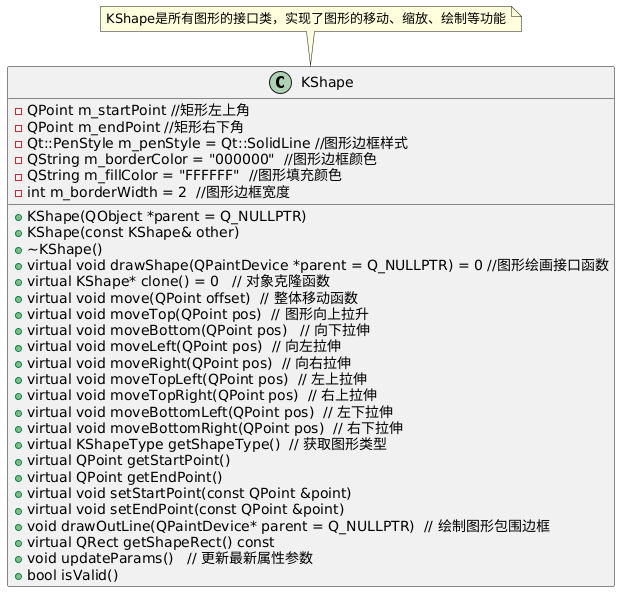 KShape是所有图形的接口类，实现了图形的移动、缩放、绘制等功能
C KShape
QPoint m_startPoint //矩形左上角
QPoint m_endPoint //矩形右下角
Qt::PenStyle m_penStyle = Qt::SolidLine //图形边框样式
QString m_borderColor = "000000"  //图形边框颜色
QString m_fillColor = "FFFFFF"  //图形填充颜色
int m_borderWidth = 2  //图形边框宽度
KShape(QObject *parent = Q_NULLPTR)
KShape(const KShape& other)
~KShape()
virtual void drawShape(QPaintDevice *parent = Q_NULLPTR) = 0 //图形绘画接口函数
virtual KShape* clone() = 0   // 对象克隆函数
virtual void move(QPoint offset)  // 整体移动函数
virtual void moveTop(QPoint pos)  // 图形向上拉升
virtual void moveBottom(QPoint pos)   // 向下拉伸
virtual void moveLeft(QPoint pos)  // 向左拉伸
virtual void moveRight(QPoint pos)  // 向右拉伸
virtual void moveTopLeft(QPoint pos)  // 左上拉伸
virtual void moveTopRight(QPoint pos)  // 右上拉伸
virtual void moveBottomLeft(QPoint pos)  // 左下拉伸
virtual void moveBottomRight(QPoint pos)  // 右下拉伸
virtual KShapeType getShapeType()  // 获取图形类型
virtual QPoint getStartPoint()
virtual QPoint getEndPoint()
virtual void setStartPoint(const QPoint &point)
virtual void setEndPoint(const QPoint &point)
void drawOutLine(QPaintDevice* parent = Q_NULLPTR)  // 绘制图形包围边框
virtual QRect getShapeRect() const
void updateParams()   // 更新最新属性参数
bool isValid()